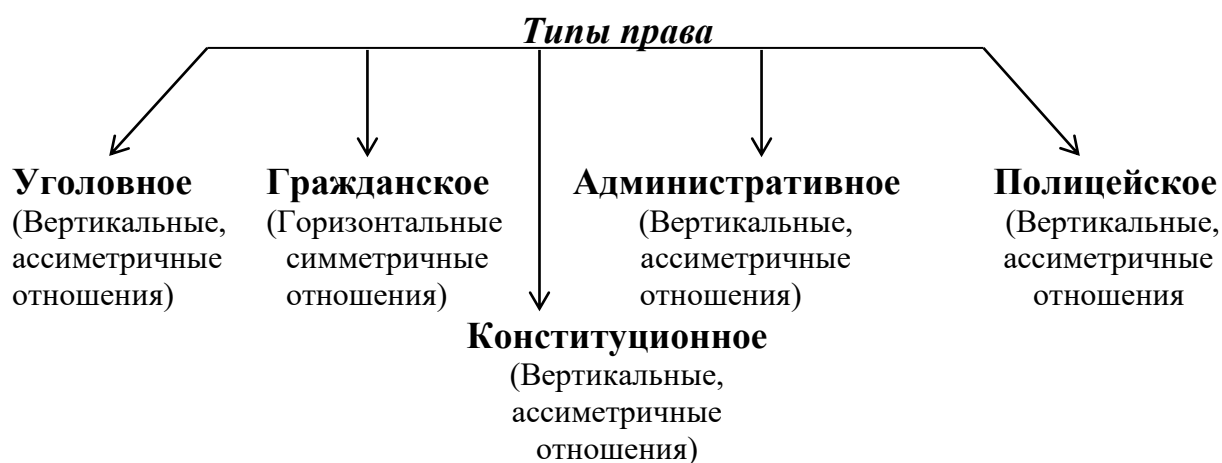 Типы права
Уголовное
(Вертикальные,
ассиметричные
отношения)
Гражданское
(Горизонтальные
симметричные
отношения)
Конституционное
(Вертикальные,
ассиметричные
отношения)
Административное
(Вертикальные,
ассиметричные
отношения)
Полицейское
(Вертикальные,
ассиметричные
отношения